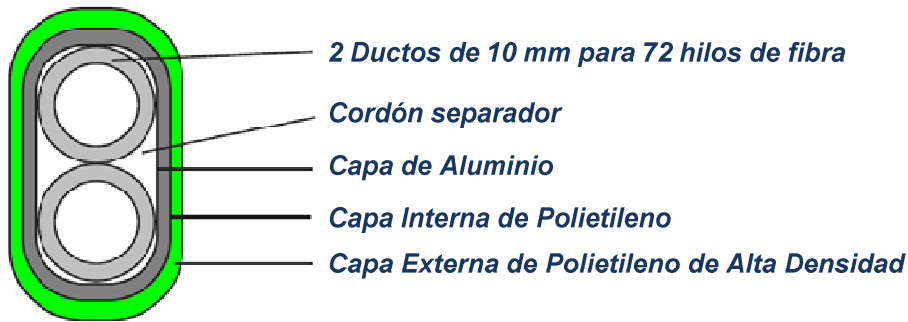 2 Ductos de 10 mm para 72 hilos de fibra
Cordón separador
Capa de Aluminio
Capa Interna de Polietileno
Capa Externa de Polietileno de Alta Densidad